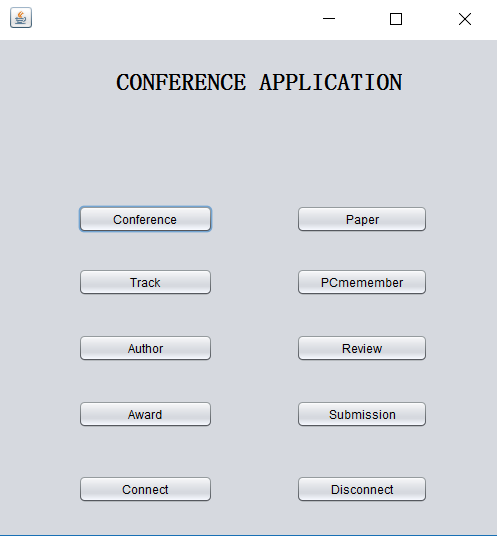 CONFERENCE APPLICATION
Conference
Paper
Track
PCmemember
Author
Review
Award
Submission
Connect
Disconnect